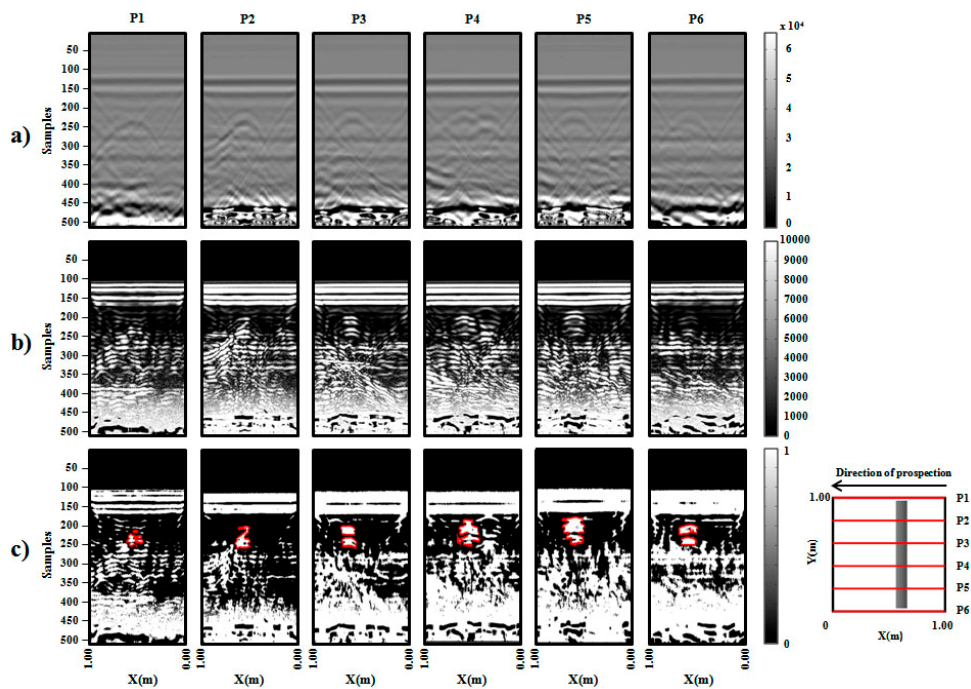 P1 P2 P3 P4 P5 P6
x 10⁴
a)
Samples
50
100
150
200
250
300
350
400
450
500
6
5
4
3
2
1
0
b)
Samples
50
100
150
200
250
300
350
400
450
500
10000
9000
8000
7000
6000
5000
4000
3000
2000
1000
0
c)
Samples
50
100
150
200
250
300
350
400
450
500
1
0
1.00 0.00 1.00 0.00 1.00 0.00 1.00 0.00 1.00 0.00 1.00 0.00
X(m) X(m) X(m) X(m) X(m) X(m)
Direction of prospection
1.00
Y(m)
P1
P2
P3
P4
P5
P6
0 1.00
X(m)